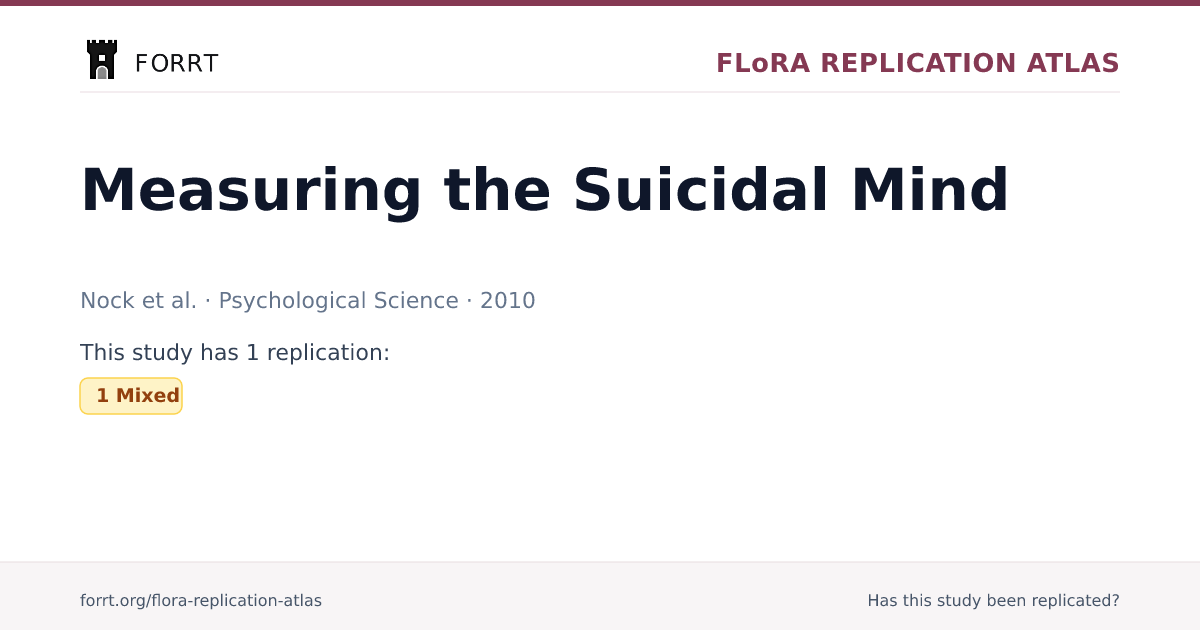 FORRT
FLoRA REPLICATION ATLAS
Measuring the Suicidal Mind
Nock et al. · Psychological Science · 2010
This study has 1 replication:
1 Mixed
forrt.org/flora-replication-atlas
Has this study been replicated?